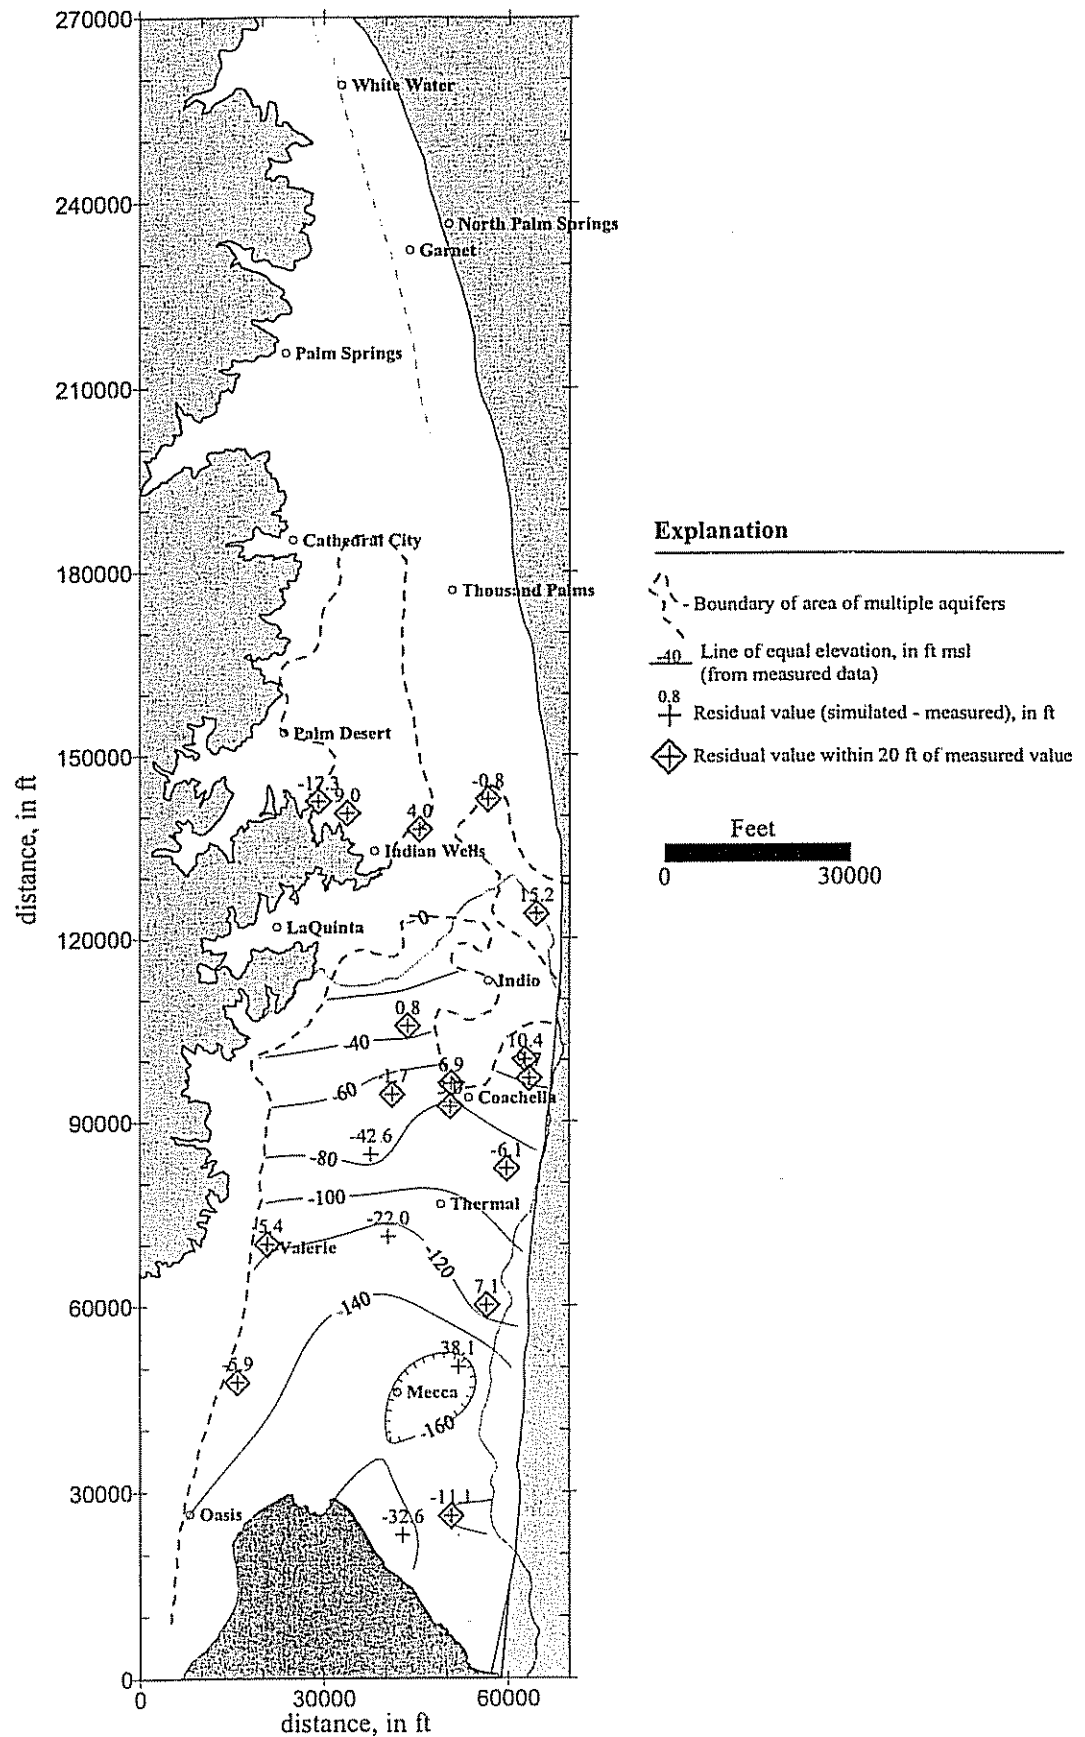 270000
White Water
240000
North Palm Springs
Garnet
Palm Springs
210000
Cathedral City
180000
Thousand Palms
Palm Desert
150000
-9.0
-0.8
4.0
Indian Wells
15.2
LaQuinta
0
120000
Indio
0.8
10.4
-40
6.9
-60
-1.7
Coachella
90000
-42.6
-80
-6.1
-100
Thermal
-22.0
5.4
Valerie
-120
7.1
60000
-140
38.1
-5.9
Mecca
-160
30000
Oasis
-32.6
-11.1
0
0
30000
60000
distance, in ft
distance, in ft
Explanation
Boundary of area of multiple aquifers
-40
Line of equal elevation, in ft msl
(from measured data)
0.8
Residual value (simulated - measured), in ft
Residual value within 20 ft of measured value
Feet
0
30000